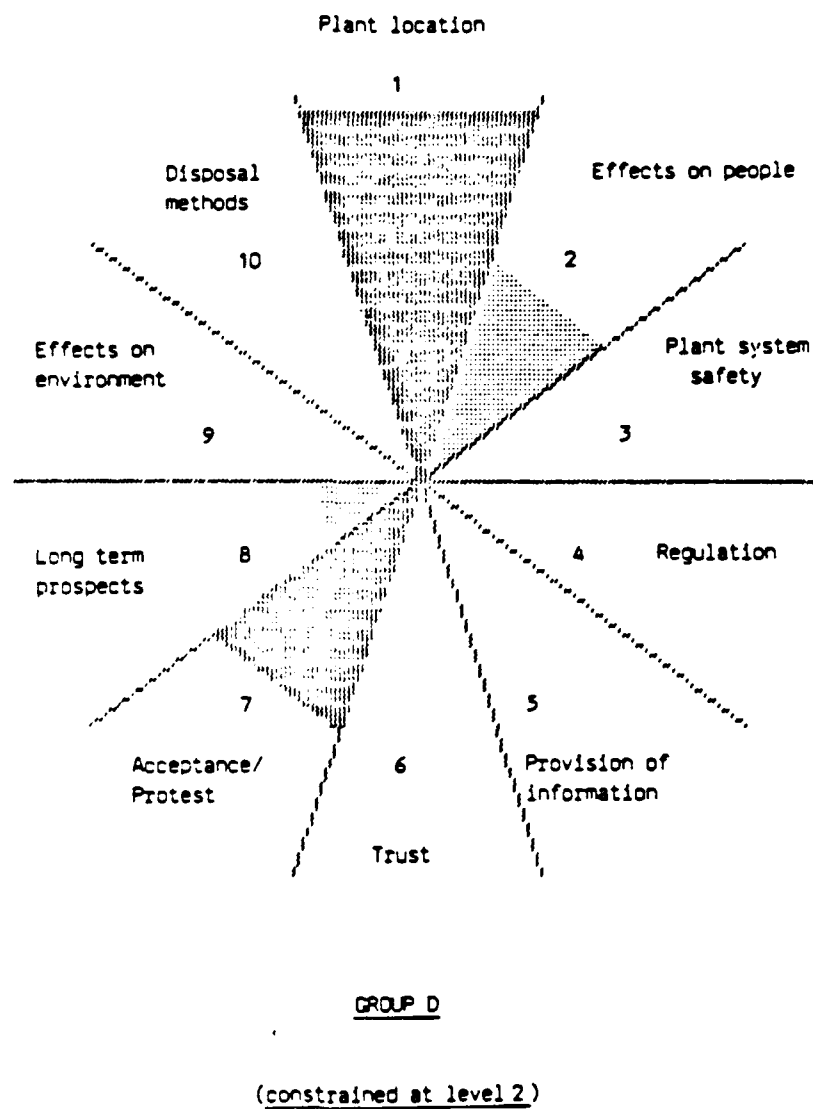 Plant location
1
Disposal
methods
Effects on people
10
2
Effects on
environment
Plant system
safety
9
3
Long term
prospects
8
4
Regulation
7
5
Acceptance/
Protest
6
Provision of
information
Trust
GROUP D
(constrained at level 2)